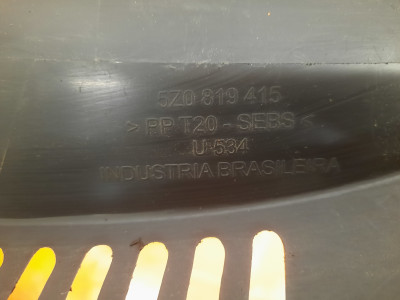 5Z0 819 415
> PP T20 - SEBS <
U-534
INDUSTRIA BRASILEIRA